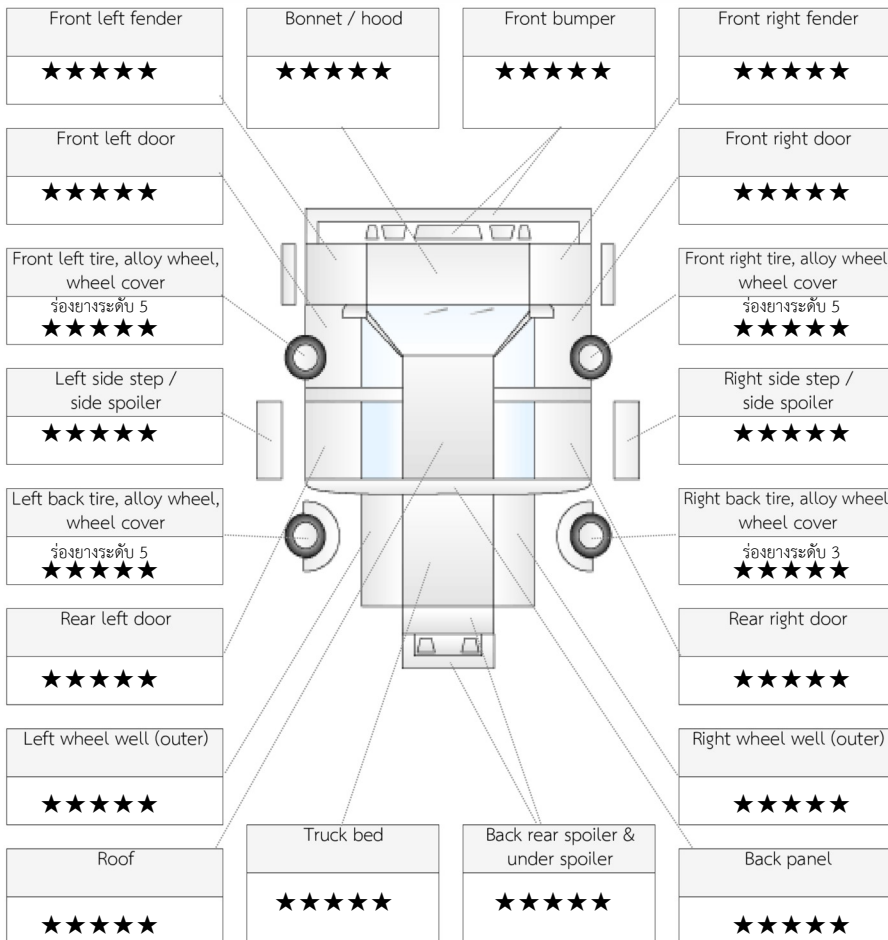 Front left fender
★★★★★
Bonnet / hood
★★★★★
Front bumper
★★★★★
Front right fender
★★★★★
Front left door
★★★★★
Front right door
★★★★★
Front left tire, alloy wheel,
wheel cover
ร่องยางระดับ 5
★★★★★
Front right tire, alloy wheel
wheel cover
ร่องยางระดับ 5
★★★★★
Left side step /
side spoiler
★★★★★
Right side step /
side spoiler
★★★★★
Left back tire, alloy wheel,
wheel cover
ร่องยางระดับ 5
★★★★★
Right back tire, alloy wheel
wheel cover
ร่องยางระดับ 3
★★★★★
Rear left door
★★★★★
Rear right door
★★★★★
Left wheel well (outer)
★★★★★
Right wheel well (outer)
★★★★★
Roof
★★★★★
Truck bed
★★★★★
Back rear spoiler &
under spoiler
★★★★★
Back panel
★★★★★